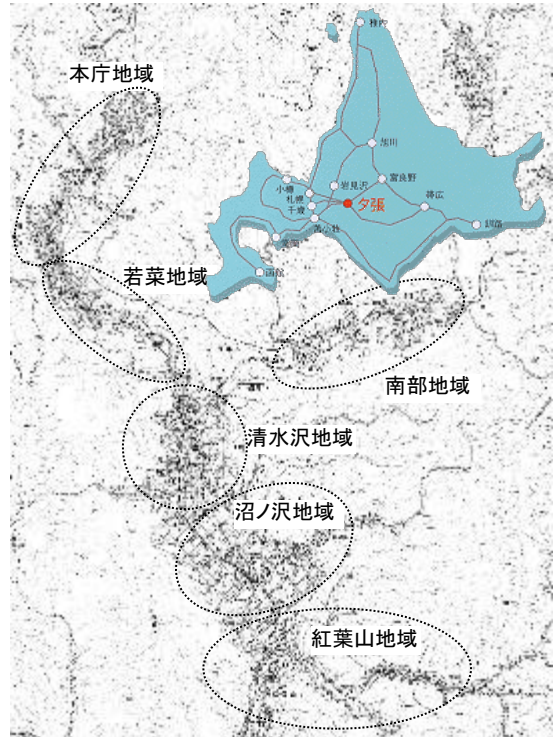 本庁地域
若菜地域
南部地域
清水沢地域
沼ノ沢地域
紅葉山地域
稚内
旭川
富良野
岩見沢
小樽
札幌
千歳
夕張
帯広
釧路
苫小牧
室蘭
函館